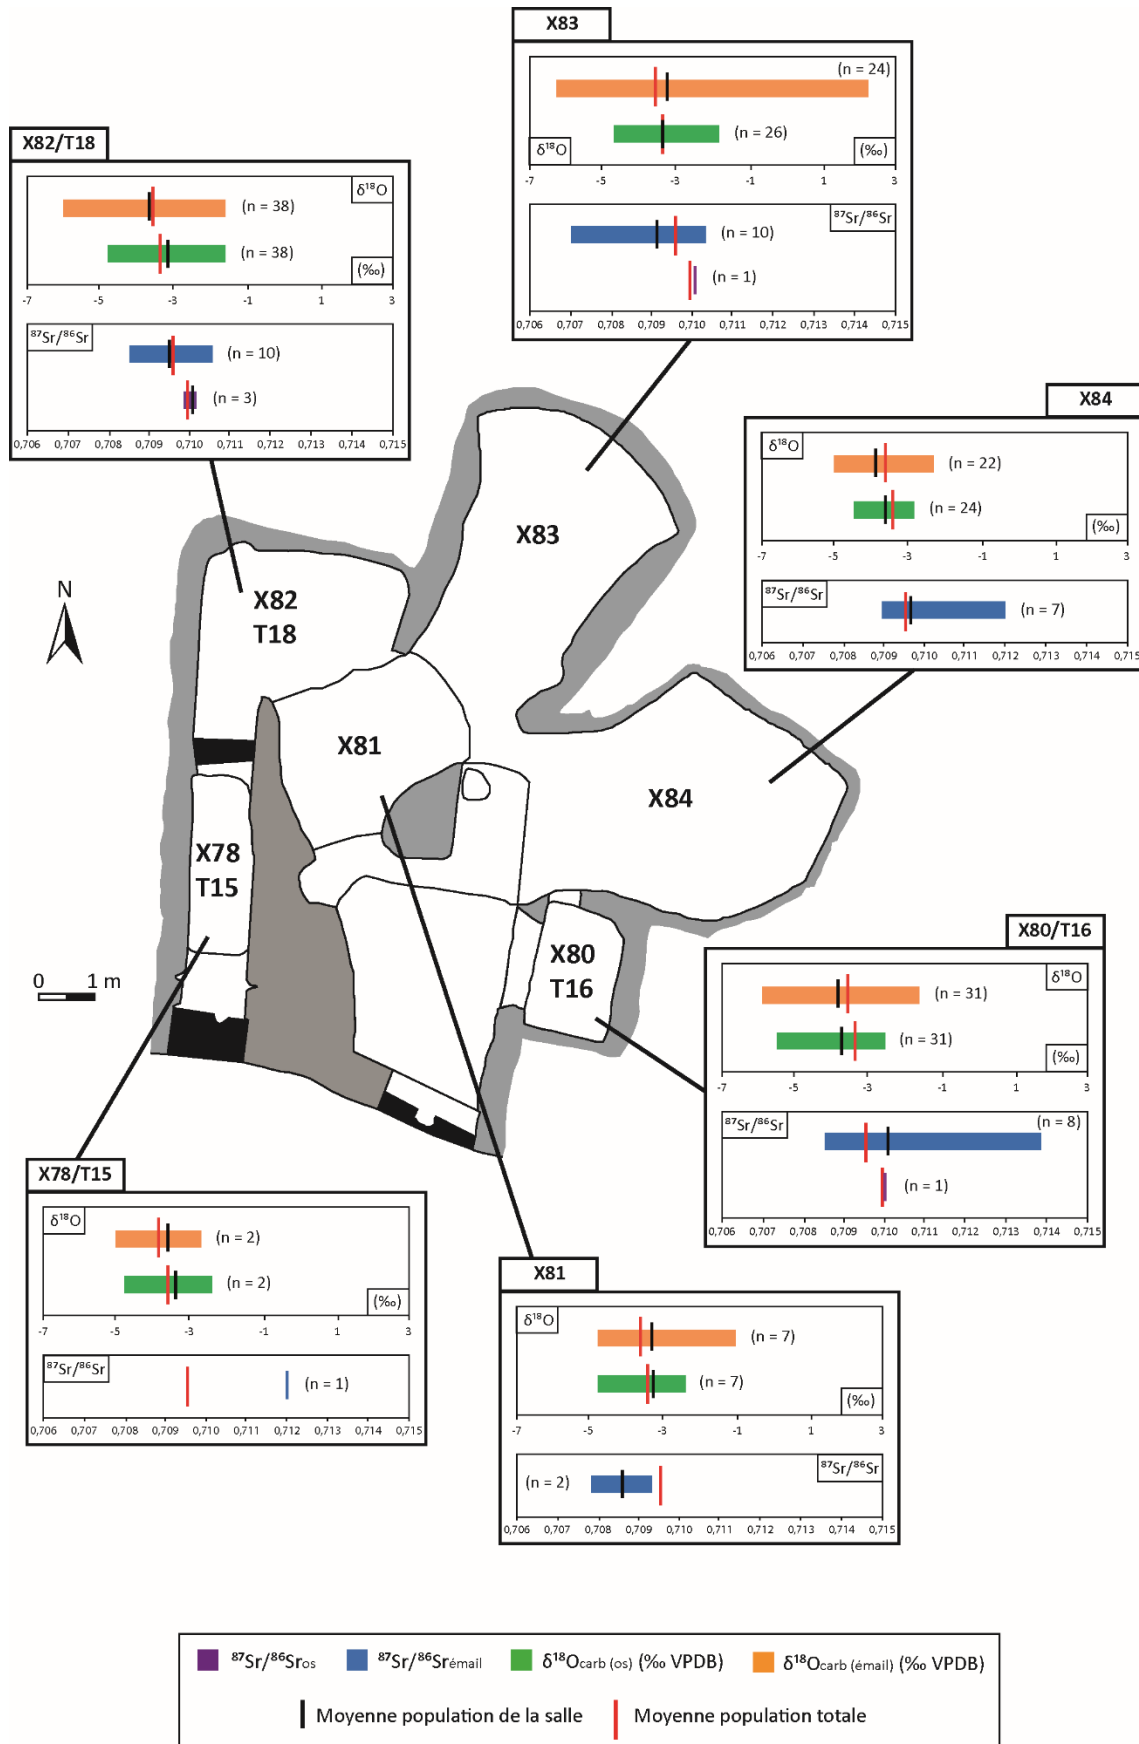 X83
(n = 24)
(n = 26)
δ¹⁸O
(‰)
-7 -5 -3 -1 1 3
⁸⁷Sr/⁸⁶Sr
(n = 10)
(n = 1)
0,706 0,707 0,708 0,709 0,710 0,711 0,712 0,713 0,714 0,715
X82/T18
δ¹⁸O
(n = 38)
(n = 38)
(‰)
-7 -5 -3 -1 1 3
⁸⁷Sr/⁸⁶Sr
(n = 10)
(n = 3)
0,706 0,707 0,708 0,709 0,710 0,711 0,712 0,713 0,714 0,715
X84
δ¹⁸O
(n = 22)
(n = 24)
(‰)
-7 -5 -3 -1 1 3
⁸⁷Sr/⁸⁶Sr
(n = 7)
0,706 0,707 0,708 0,709 0,710 0,711 0,712 0,713 0,714 0,715
N
X83
X82
T18
X81
X84
X78
T15
X80
T16
0 1 m
X80/T16
δ¹⁸O
(n = 31)
(n = 31)
(‰)
-7 -5 -3 -1 1 3
⁸⁷Sr/⁸⁶Sr
(n = 8)
(n = 1)
0,706 0,707 0,708 0,709 0,710 0,711 0,712 0,713 0,714 0,715
X78/T15
δ¹⁸O
(n = 2)
(n = 2)
(‰)
-7 -5 -3 -1 1 3
⁸⁷Sr/⁸⁶Sr
(n = 1)
0,706 0,707 0,708 0,709 0,710 0,711 0,712 0,713 0,714 0,715
X81
δ¹⁸O
(n = 7)
(n = 7)
(‰)
-7 -5 -3 -1 1 3
⁸⁷Sr/⁸⁶Sr
(n = 2)
0,706 0,707 0,708 0,709 0,710 0,711 0,712 0,713 0,714 0,715
⁸⁷Sr/⁸⁶Sros ⁸⁷Sr/⁸⁶Srémail δ¹⁸Ocarb (os) (‰ VPDB) δ¹⁸Ocarb (émail) (‰ VPDB)
Moyenne population de la salle Moyenne population totale